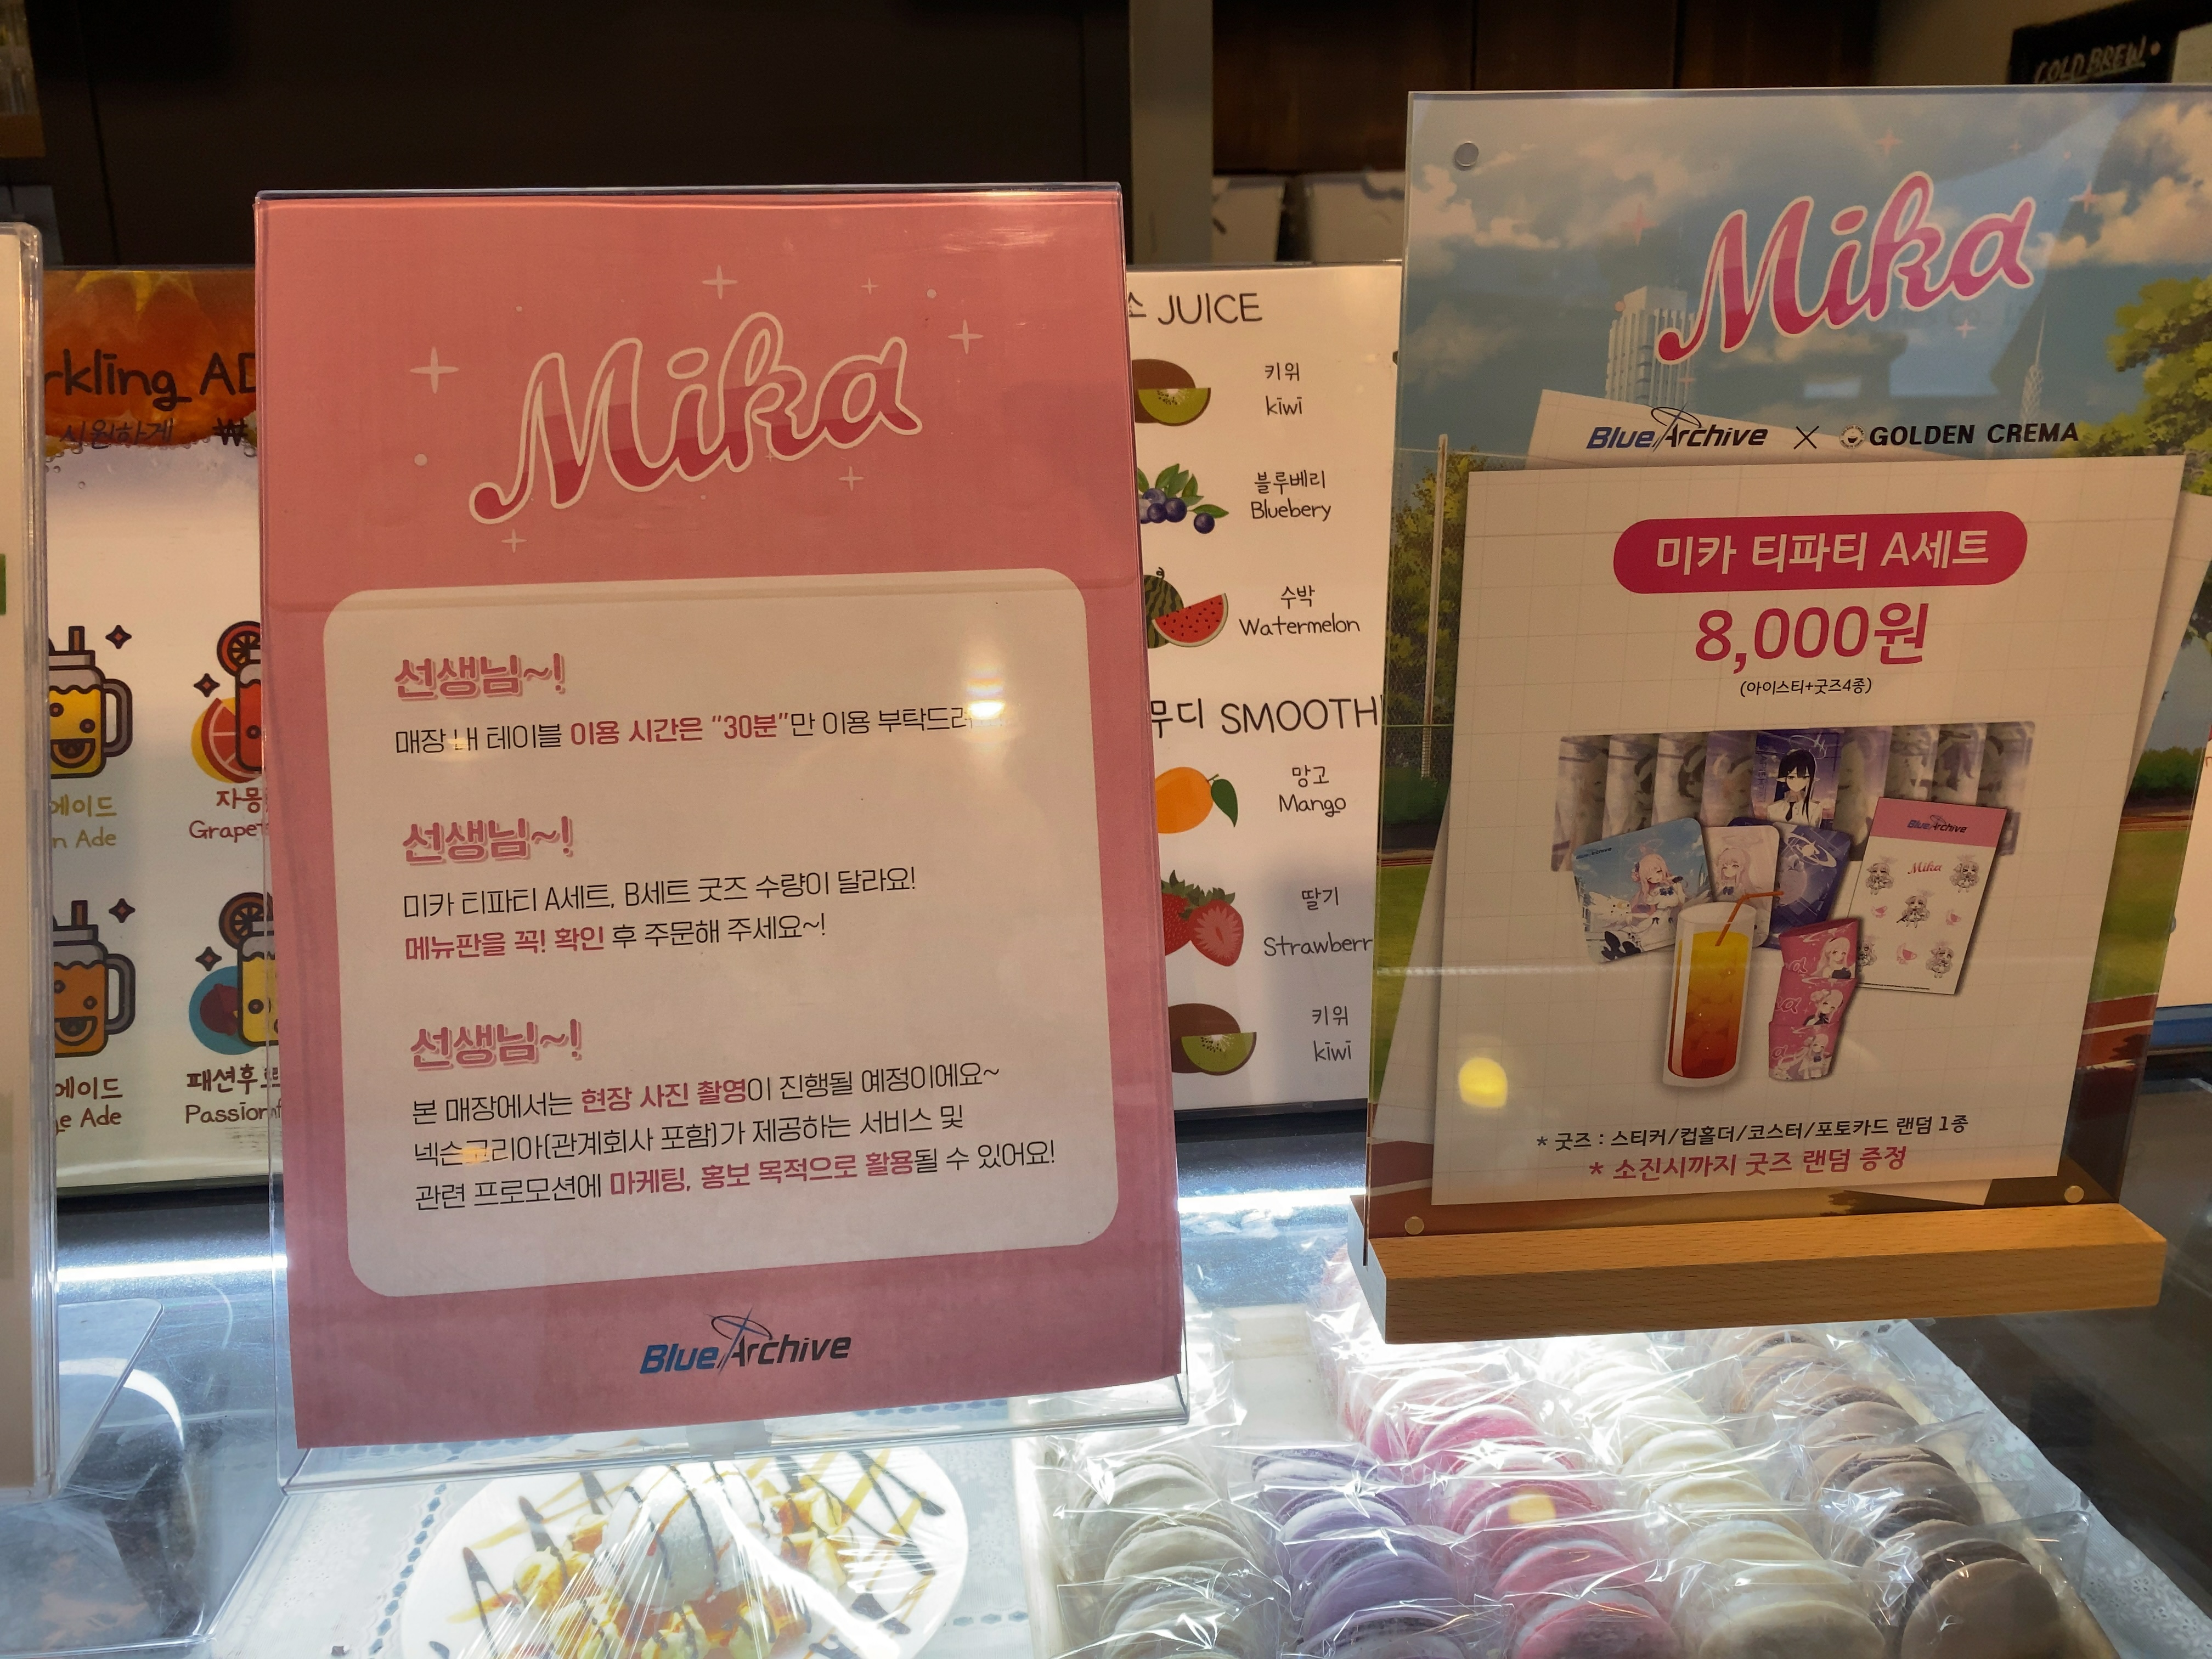 COLD BREW
Mika
선생님~!
매장 내 테이블 이용 시간은 "30분"만 이용
선생님~!
미카 티파티 A세트, B세트 굿즈 수량이 달라요!
메뉴판을 꼭! 확인 후 주문해 주세요~!
선생님~!
본 매장에서는 현장 사진 촬영이 진행될 예정이에요~
넥슨코리아(관계회사 포함)가 제공하는 서비스 및
관련 프로모션에 마케팅, 홍보 목적으로 활용될 수 있어요!
Blue Archive
Mika
Blue Archive × GOLDEN CREMA
미카 티파티 A세트
8,000원
(아이스티+굿즈4종)
Blue Archive
Mika
* 굿즈 : 스티커/컵홀더/코스터/포토카드 랜덤 1종
* 소진시까지 굿즈 랜덤 증정
시원하게 ₩
Ade
JUICE
키위
kiwi
블루베리
Bluebery
수박
Watermelon
망고
Mango
딸기
키위
kiwi